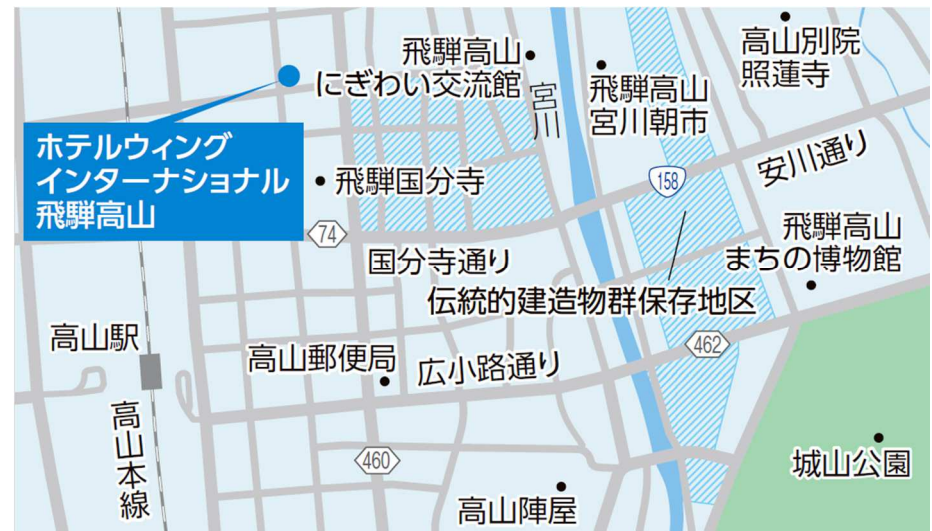 飛騨高山
にぎわい交流館
宮川
飛騨高山
宮川朝市
高山別院
照蓮寺
ホテルウィング
インターナショナル
飛騨高山
飛騨国分寺
158
安川通り
74
国分寺通り
飛騨高山
まちの博物館
伝統的建造物群保存地区
高山駅
高山郵便局
広小路通り
462
高山本線
460
高山陣屋
城山公園